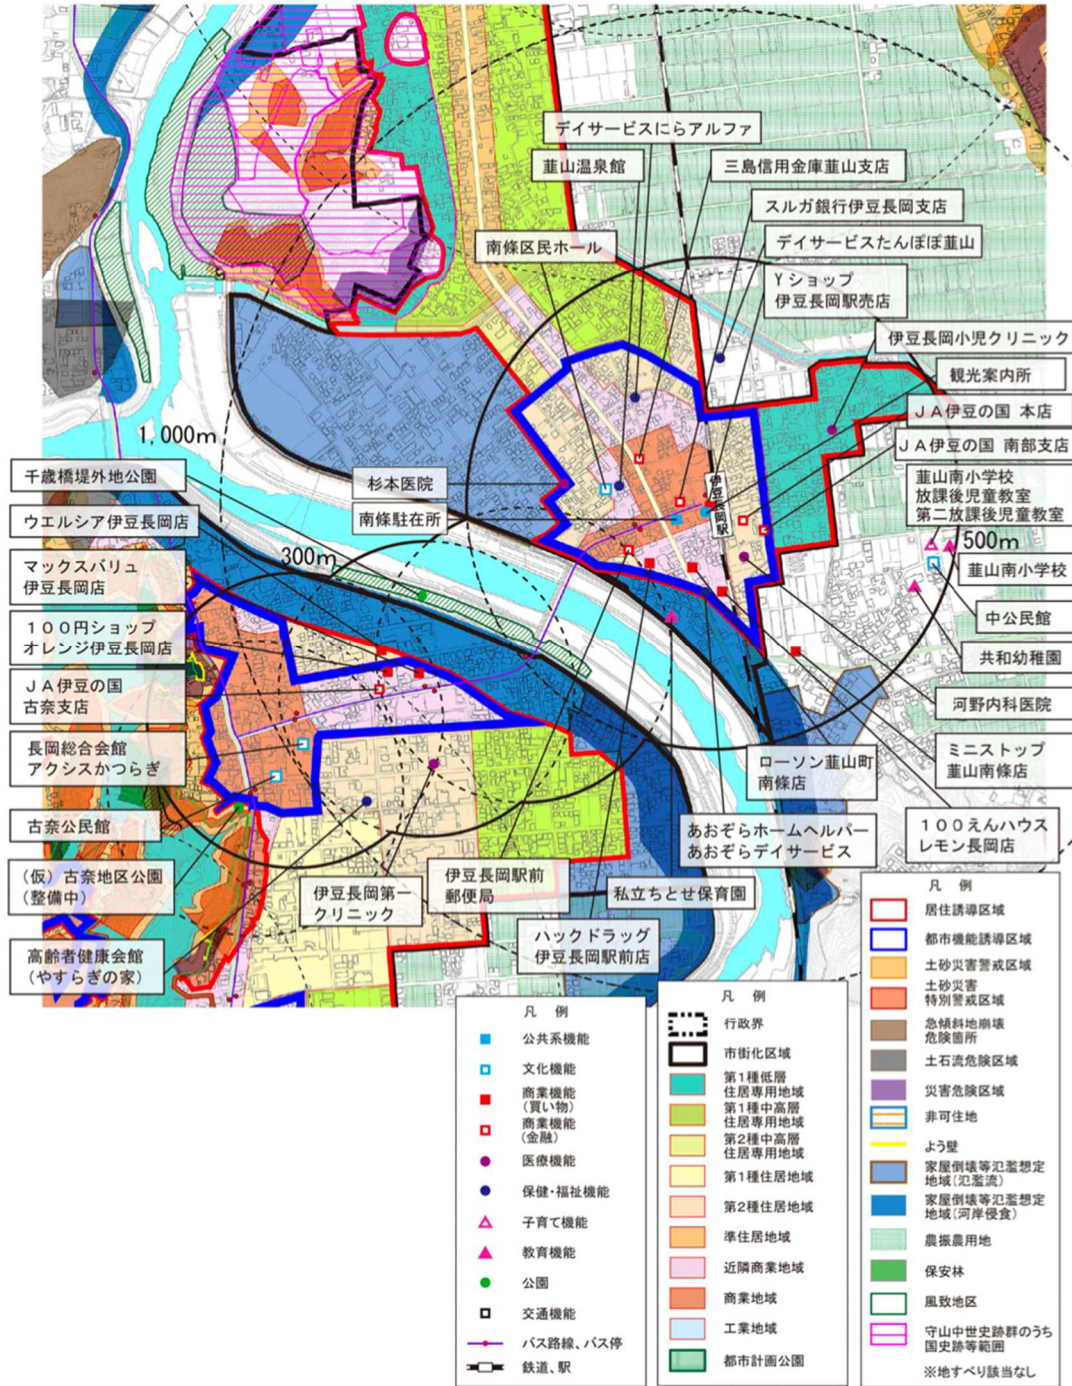 デイサービスにらアルファ
韮山温泉館
三島信用金庫韮山支店
スルガ銀行伊豆長岡支店
南條区民ホール
デイサービスたんぽぽ韮山
Yショップ
伊豆長岡駅売店
伊豆長岡小児クリニック
観光案内所
JA伊豆の国 本店
JA伊豆の国 南部支店
韮山南小学校
放課後児童教室
第二放課後児童教室
500m
韮山南小学校
中公民館
共和幼稚園
河野内科医院
ミニストップ
韮山南條店
100えんハウス
レモン長岡店
ローソン韮山町
南條店
あおぞらホームヘルパー
あおぞらデイサービス
私立ちとせ保育園
ハックドラッグ
伊豆長岡駅前店
伊豆長岡駅前
郵便局
伊豆長岡第一
クリニック
1,000m
300m
伊豆長岡駅
杉本医院
南條駐在所
千歳橋堤外地公園
ウエルシア伊豆長岡店
マックスバリュ
伊豆長岡店
100円ショップ
オレンジ伊豆長岡店
JA伊豆の国
古奈支店
長岡総合会館
アクシスかつらぎ
古奈公民館
(仮)古奈地区公園
(整備中)
高齢者健康会館
(やすらぎの家)
凡 例
公共系機能
文化機能
商業機能
(買い物)
商業機能
(金融)
医療機能
保健・福祉機能
子育て機能
教育機能
公園
交通機能
バス路線、バス停
鉄道、駅
凡 例
行政界
市街化区域
第1種低層
住居専用地域
第1種中高層
住居専用地域
第2種中高層
住居専用地域
第1種住居地域
第2種住居地域
準住居地域
近隣商業地域
商業地域
工業地域
都市計画公園
凡 例
居住誘導区域
都市機能誘導区域
土砂災害警戒区域
土砂災害
特別警戒区域
急傾斜地崩壊
危険箇所
土石流危険区域
災害危険区域
非可住地
よう壁
家屋倒壊等氾濫想定
地域(氾濫流)
家屋倒壊等氾濫想定
地域(河岸侵食)
農振農用地
保安林
風致地区
守山中世史跡群のうち
国史跡等範囲
※地すべり該当なし